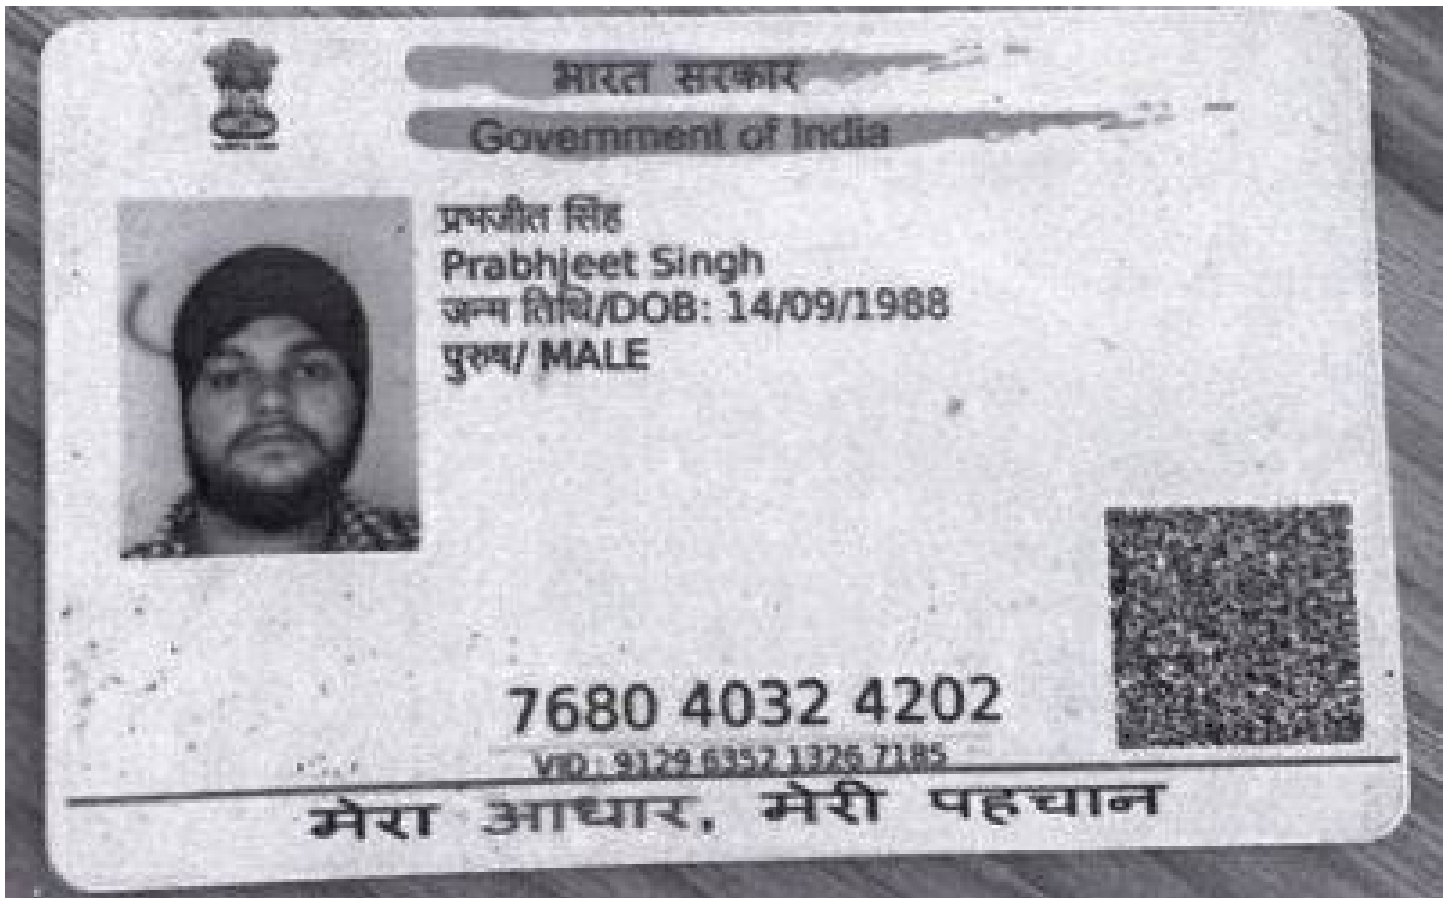 भारत सरकार
Government of India
प्रभजीत सिंह
Prabhjeet Singh
जन्म तिथि/DOB: 14/09/1988
पुरुष/ MALE
7680 4032 4202
VID : 9129 6352 1326 7185
मेरा आधार, मेरी पहचान